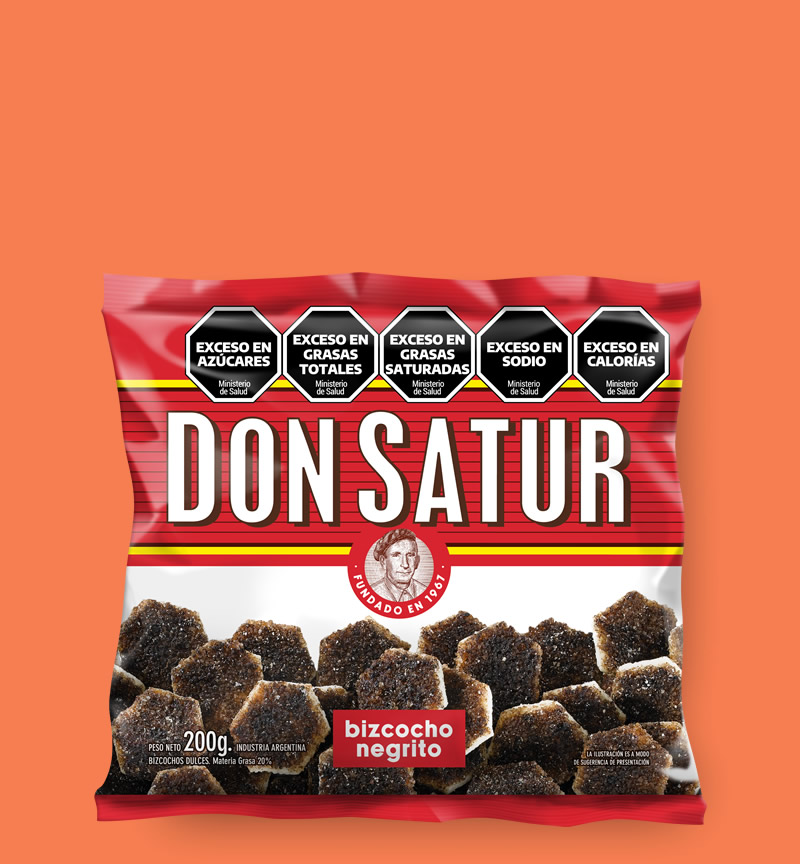 EXCESO EN
AZÚCARES
Ministerio
de Salud
EXCESO EN
GRASAS
TOTALES
Ministerio
de Salud
EXCESO EN
GRASAS
SATURADAS
Ministerio
de Salud
EXCESO EN
SODIO
Ministerio
de Salud
EXCESO EN
CALORÍAS
Ministerio
de Salud
DON SATUR
· FUNDADO EN 1967 ·
bizcocho
negrito
PESO NETO 200g. INDUSTRIA ARGENTINA
BIZCOCHOS DULCES. Materia Grasa 20%
LA ILUSTRACIÓN ES A MODO
DE SUGERENCIA DE PRESENTACIÓN